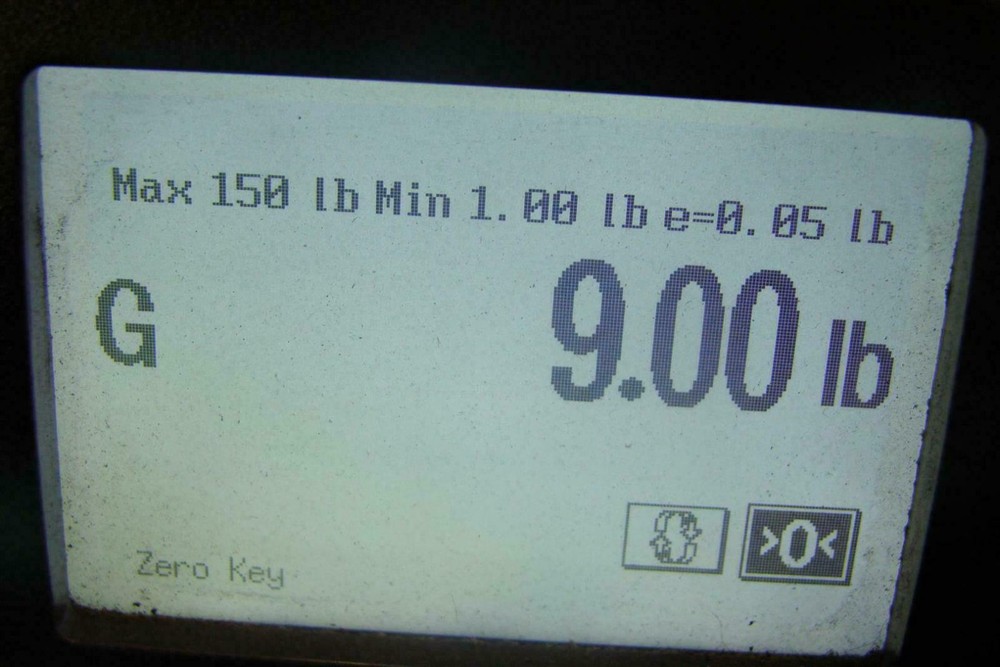 Max 150 lb Min 1.00 lb e=0.05 lb
G 9.00 lb
>0<
Zero Key